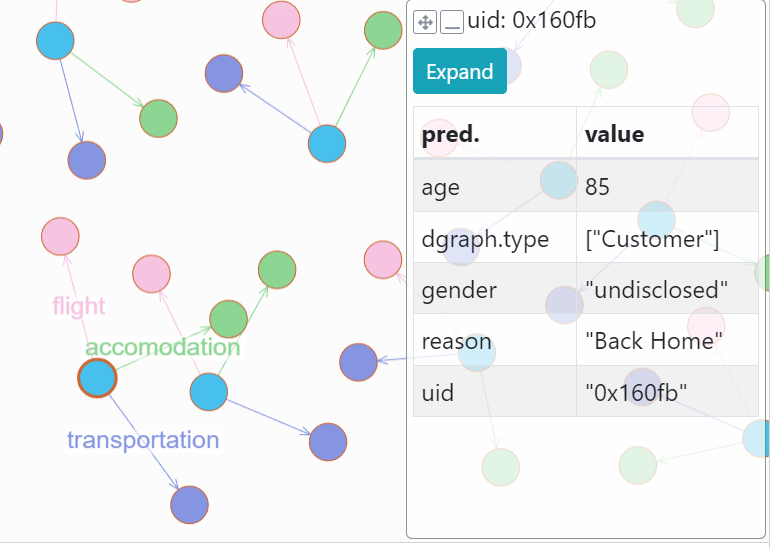 uid: 0x160fb
Expand
pred. value
age 85
dgraph.type ["Customer"]
gender "undisclosed"
reason "Back Home"
uid "0x160fb"
flight
accomodation
transportation